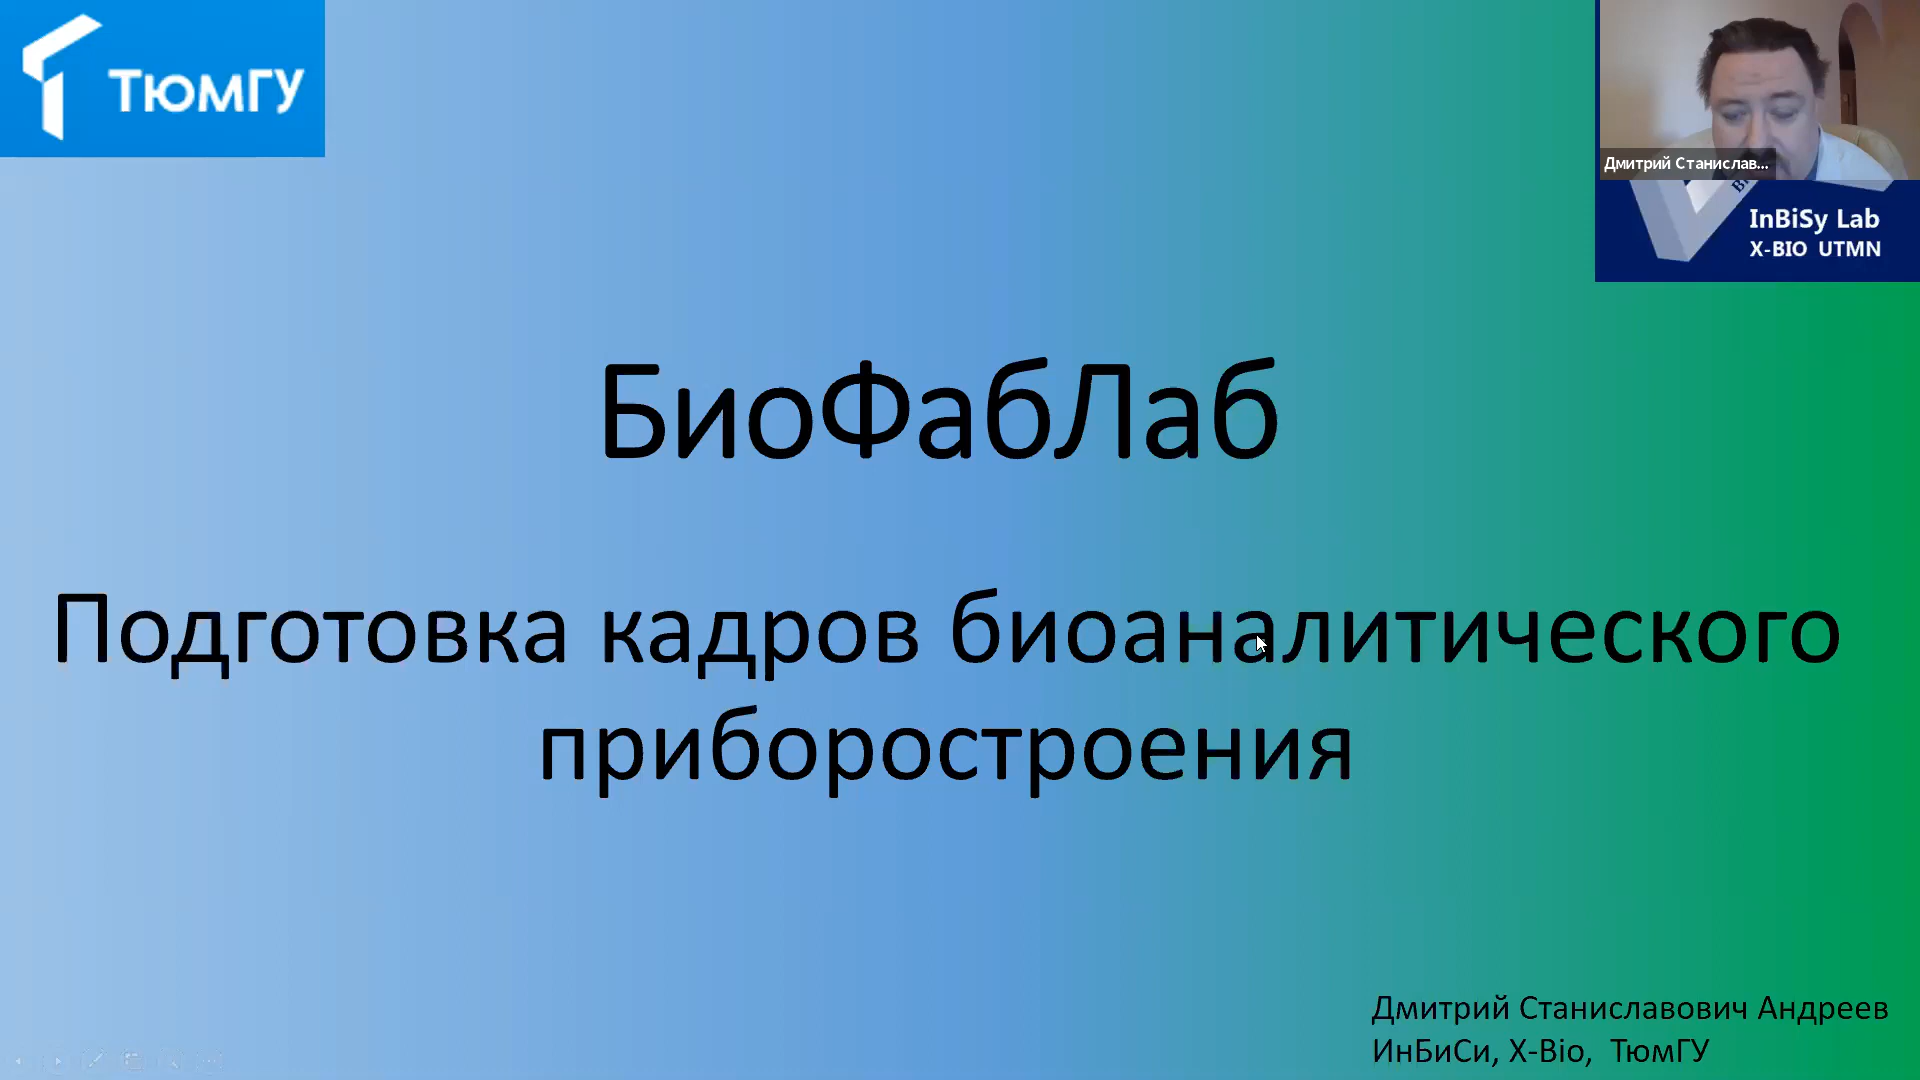 ТюмГУ
Дмитрий Станислав...
InBiSy Lab
X-BIO UTMN
БиоФабЛаб
Подготовка кадров биоаналитического
приборостроения
Дмитрий Станиславович Андреев
ИнБиСи, X-Bio, ТюмГУ